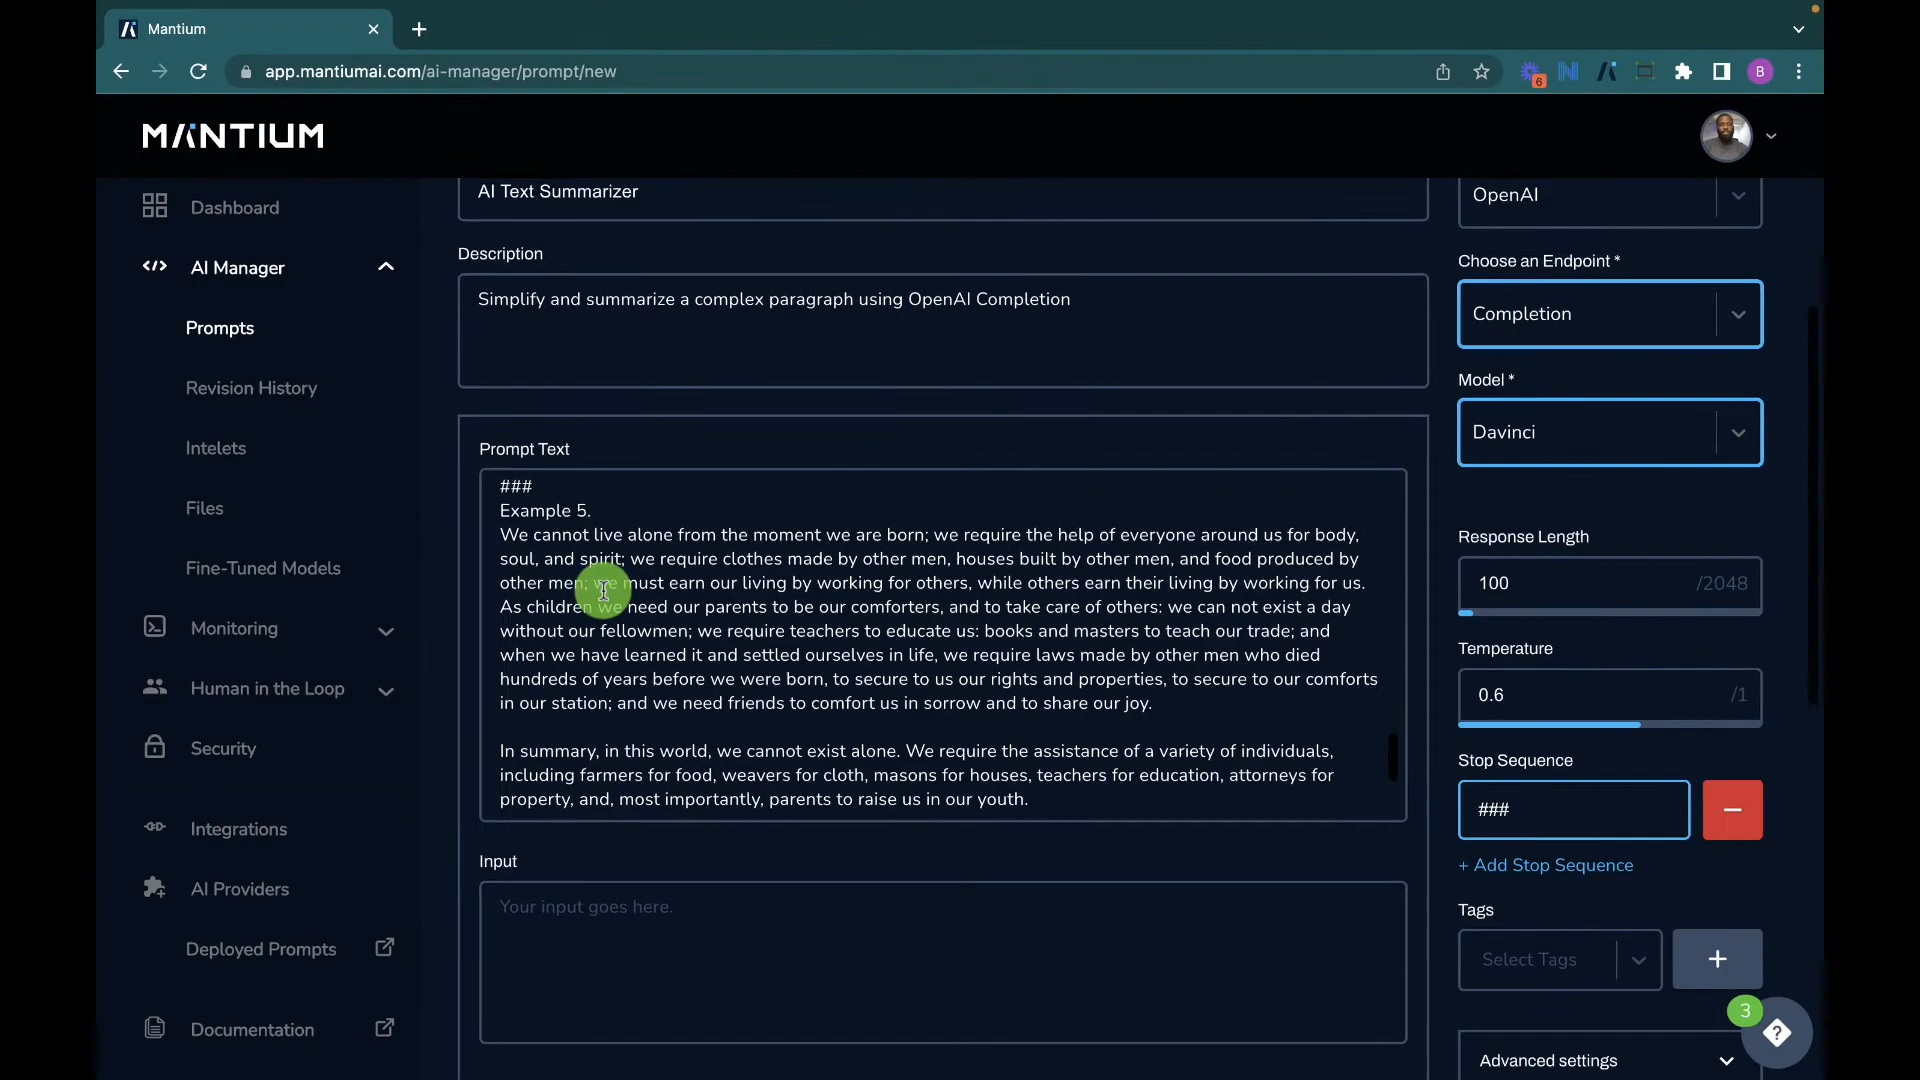 Mantium
app.mantiumai.com/ai-manager/prompt/new
6
B
MANTIUM
Dashboard
AI Manager
Prompts
Revision History
Intelets
Files
Fine-Tuned Models
Monitoring
Human in the Loop
Security
Integrations
AI Providers
Deployed Prompts
Documentation
AI Text Summarizer
Description
Simplify and summarize a complex paragraph using OpenAI Completion
Prompt Text
###
Example 5.
We cannot live alone from the moment we are born; we require the help of everyone around us for body,
soul, and spirit; we require clothes made by other men, houses built by other men, and food produced by
other men; we must earn our living by working for others, while others earn their living by working for us.
As children we need our parents to be our comforters, and to take care of others: we can not exist a day
without our fellowmen; we require teachers to educate us: books and masters to teach our trade; and
when we have learned it and settled ourselves in life, we require laws made by other men who died
hundreds of years before we were born, to secure to us our rights and properties, to secure to our comforts
in our station; and we need friends to comfort us in sorrow and to share our joy.
In summary, in this world, we cannot exist alone. We require the assistance of a variety of individuals,
including farmers for food, weavers for cloth, masons for houses, teachers for education, attorneys for
property, and, most importantly, parents to raise us in our youth.
Input
Your input goes here.
OpenAI
Choose an Endpoint *
Completion
Model *
Davinci
Response Length
100 /2048
Temperature
0.6 /1
Stop Sequence
###
+ Add Stop Sequence
Tags
Select Tags
+
3
?
Advanced settings